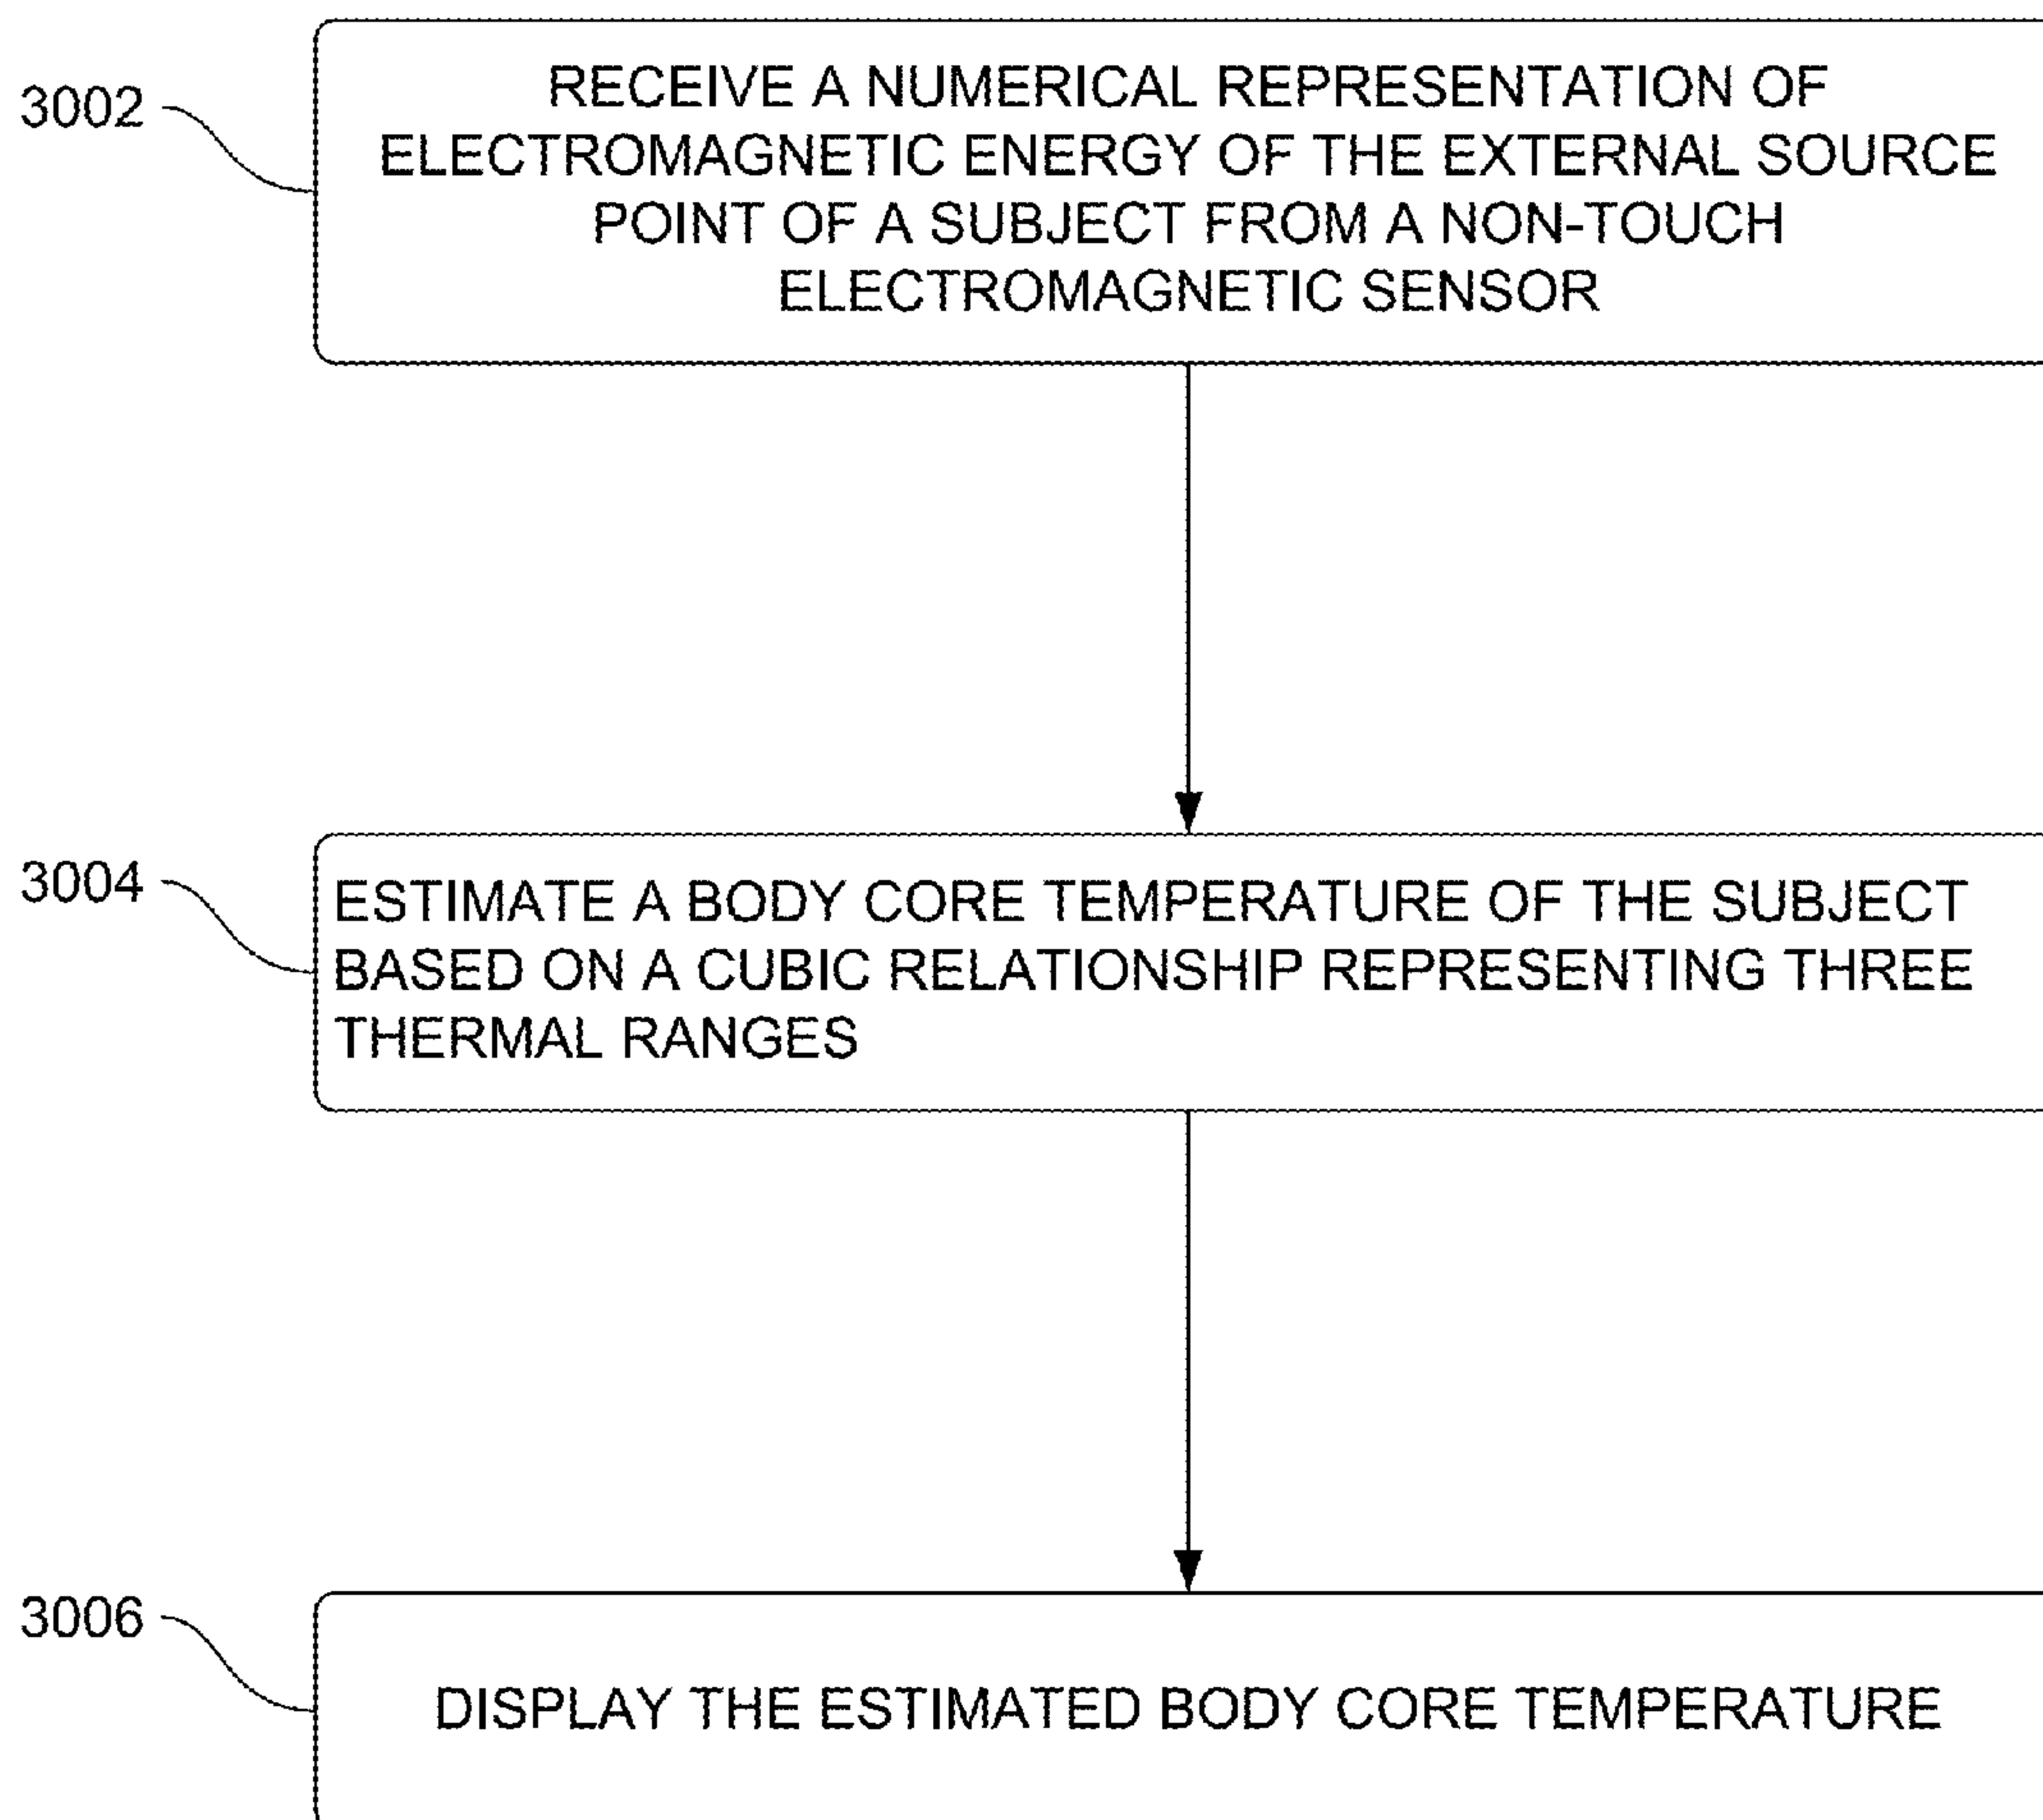 3002
RECEIVE A NUMERICAL REPRESENTATION OF
ELECTROMAGNETIC ENERGY OF THE EXTERNAL SOURCE
POINT OF A SUBJECT FROM A NON-TOUCH
ELECTROMAGNETIC SENSOR
3004
ESTIMATE A BODY CORE TEMPERATURE OF THE SUBJECT
BASED ON A CUBIC RELATIONSHIP REPRESENTING THREE
THERMAL RANGES
3006
DISPLAY THE ESTIMATED BODY CORE TEMPERATURE